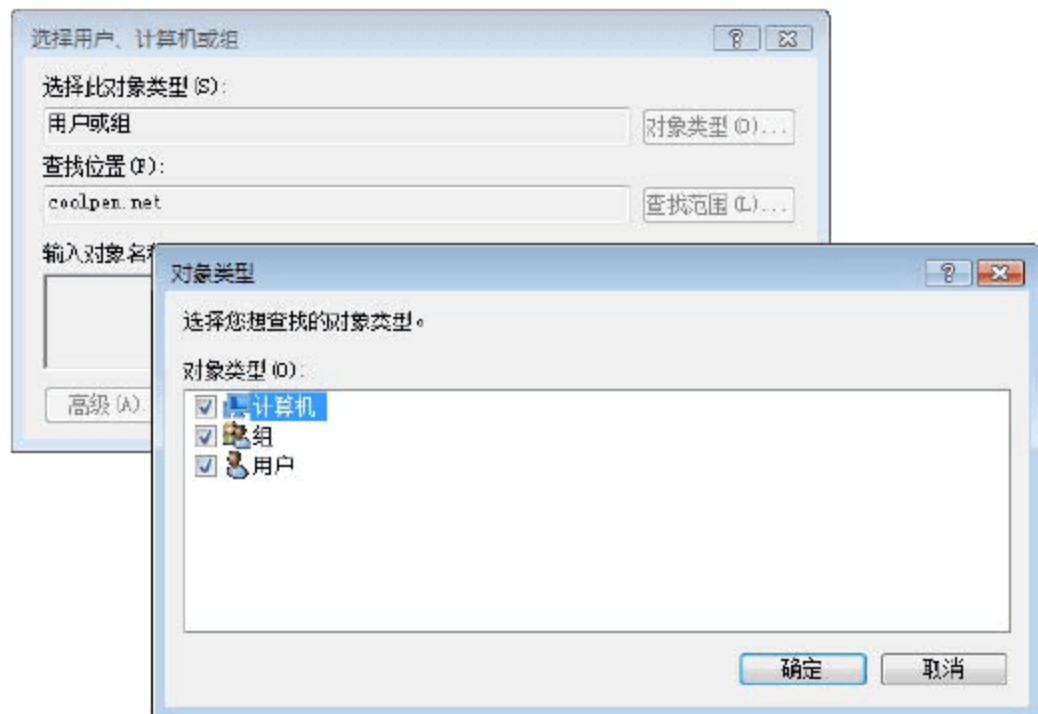 选择用户、计算机或组
选择此对象类型(S):
用户或组
对象类型(O)...
查找位置(F):
coolpen.net
查找范围(L)...
输入对象名
对象类型
选择您想查找的对象类型。
对象类型(O):
计算机
组
用户
高级(A).
确定
取消